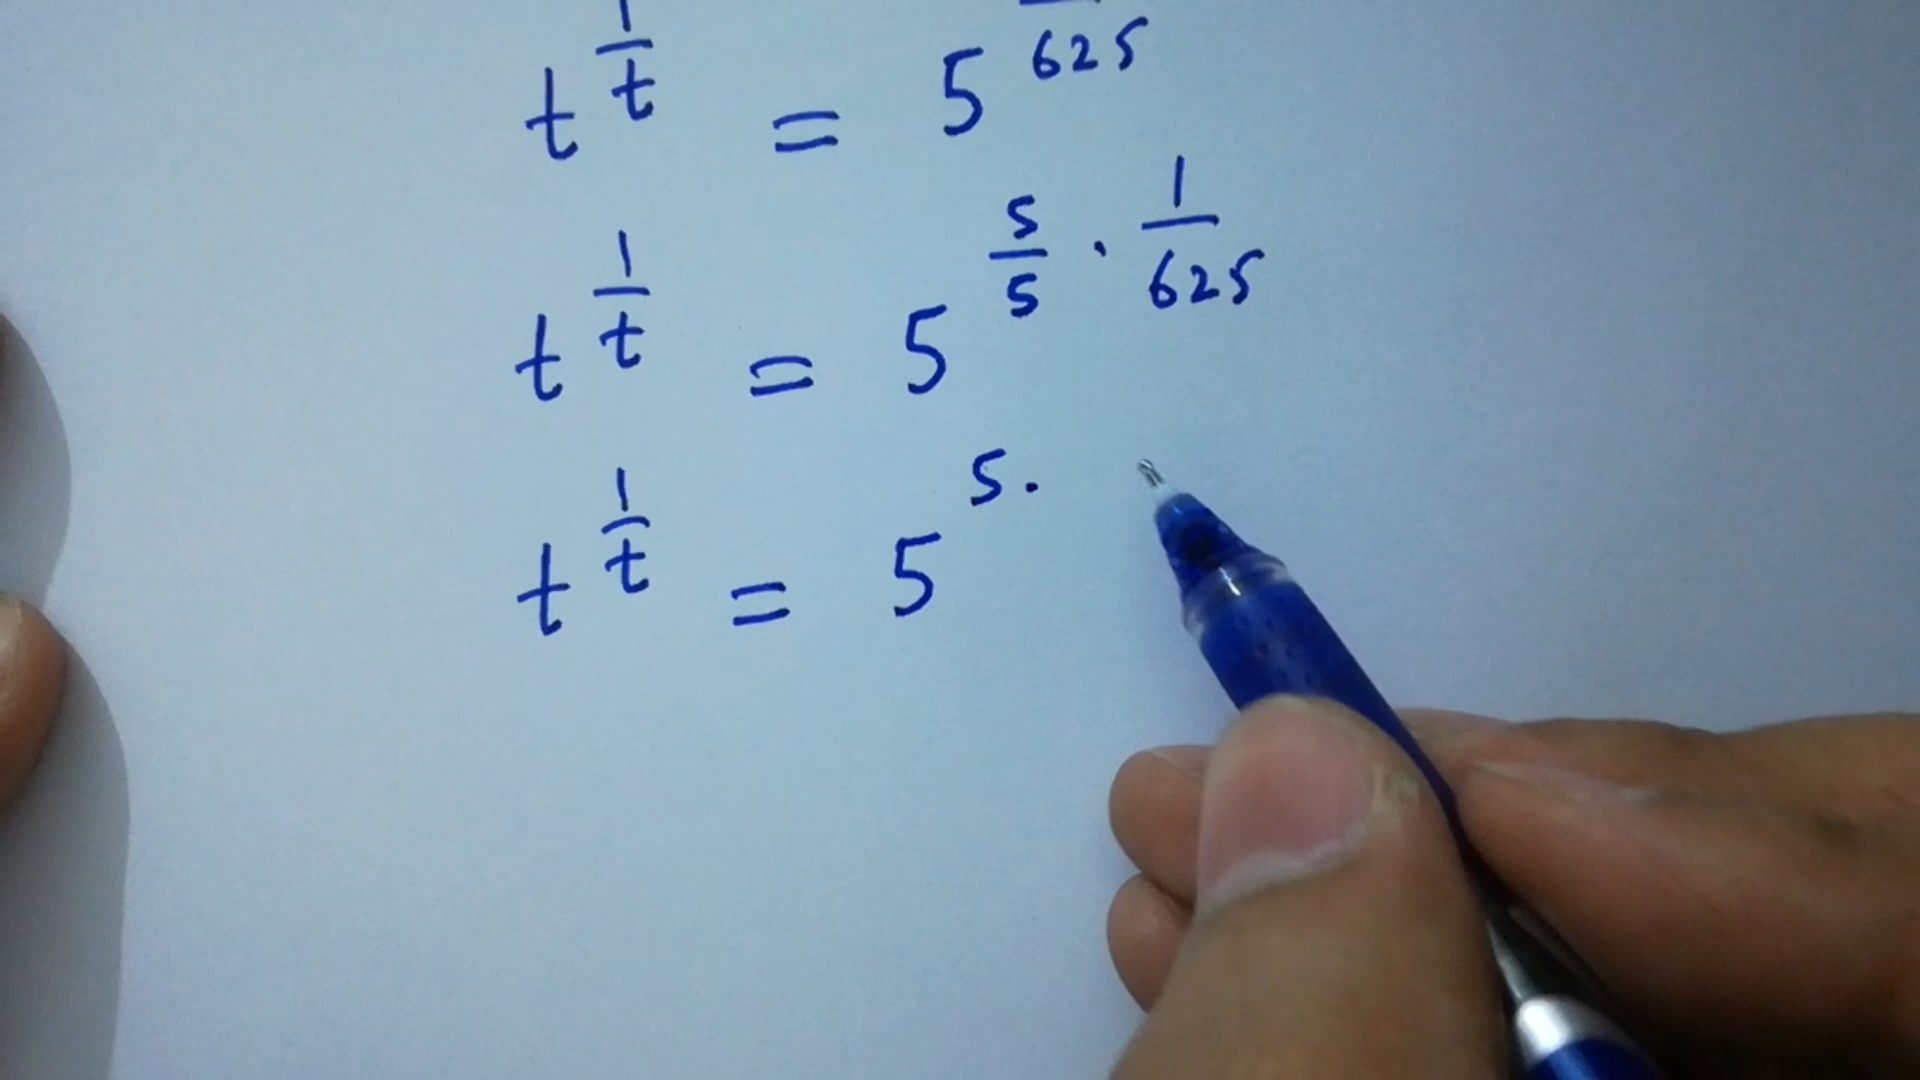 t^(1/t) = 5^(1/625)
t^(1/t) = 5^(5/5 · 1/625)
t^(1/t) = 5^(5·